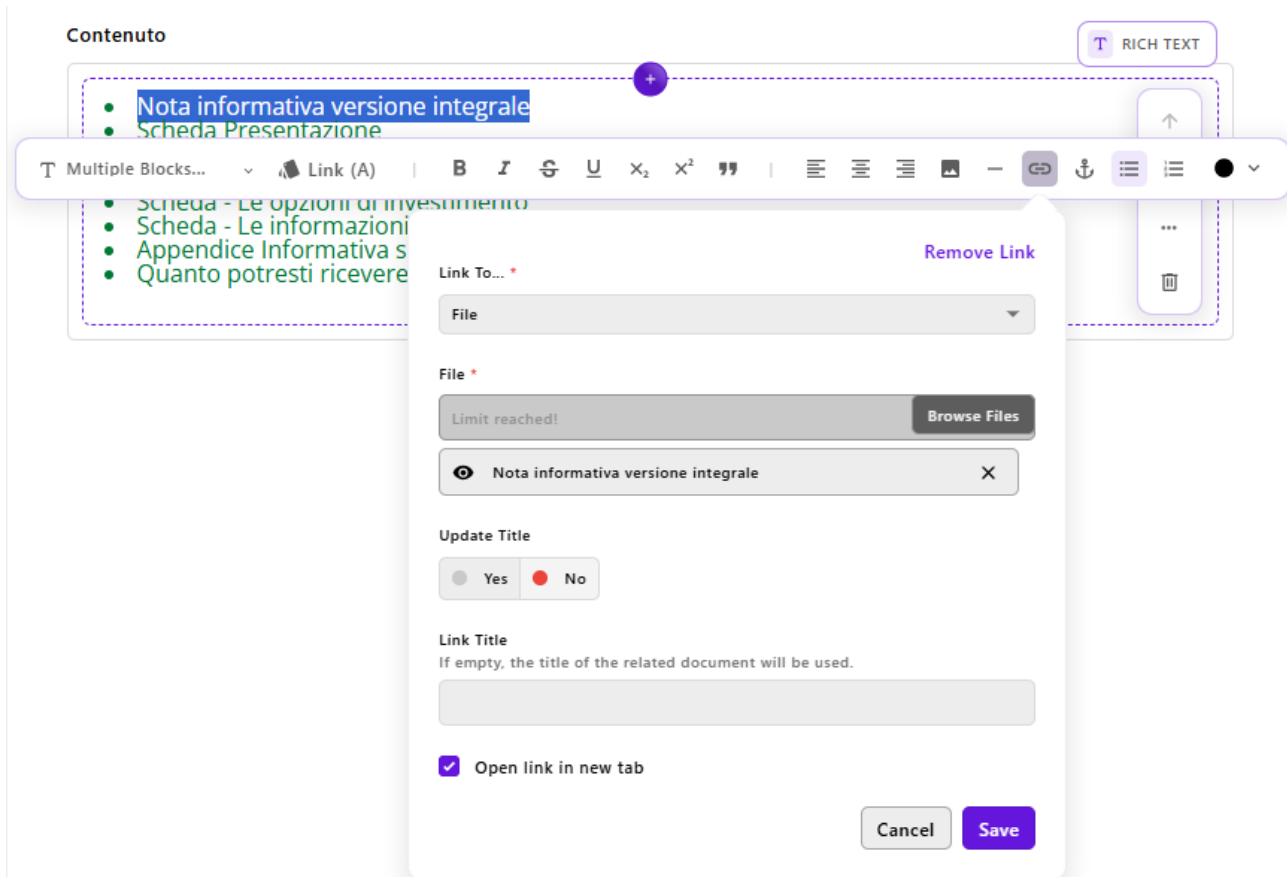 Contenuto
T RICH TEXT
+
• Nota informativa versione integrale
• Scheda Presentazione
T Multiple Blocks... Link (A) | B I S U X₂ X² |
• Scheda - Le opzioni di investimento
• Scheda - Le informazioni
• Appendice Informativa s
• Quanto potresti ricevere
Remove Link
Link To... *
File
File *
Limit reached!
Browse Files
Nota informativa versione integrale
Update Title
Yes
No
Link Title
If empty, the title of the related document will be used.
Open link in new tab
Cancel
Save